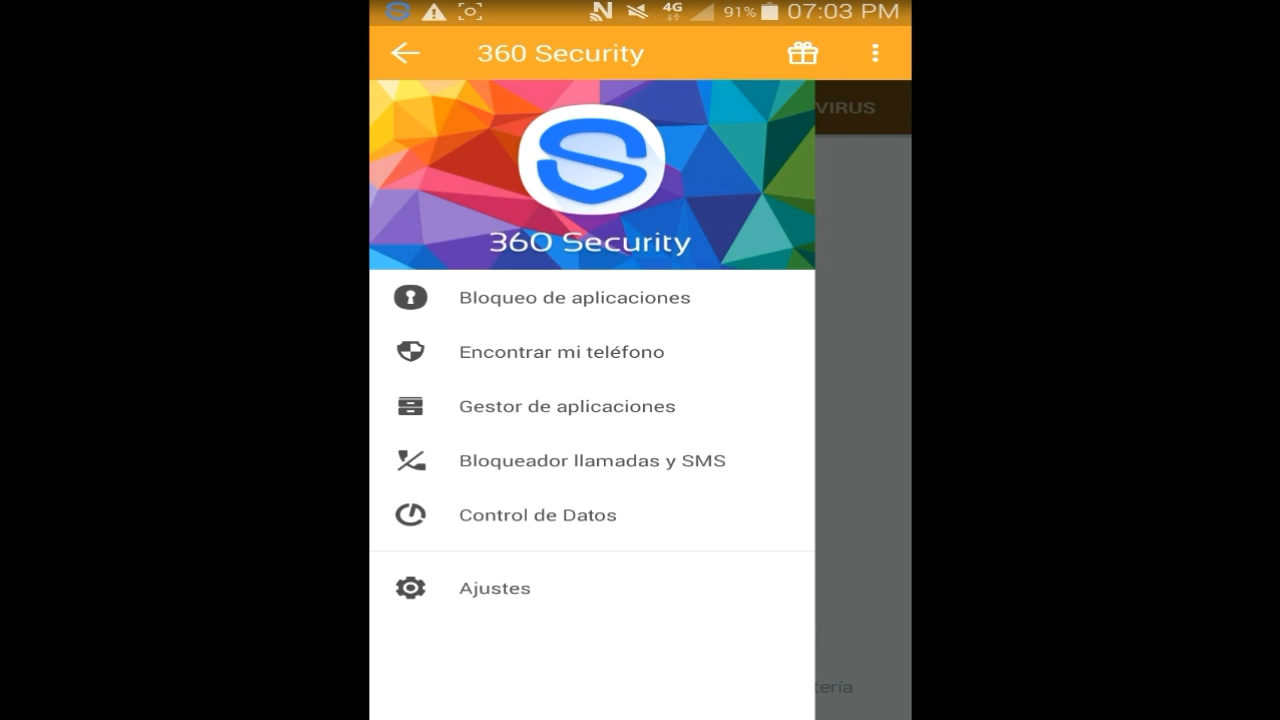 4G 91% 07:03 PM
360 Security
VIRUS
360 Security
Bloqueo de aplicaciones
Encontrar mi teléfono
Gestor de aplicaciones
Bloqueador llamadas y SMS
Control de Datos
Ajustes
tería